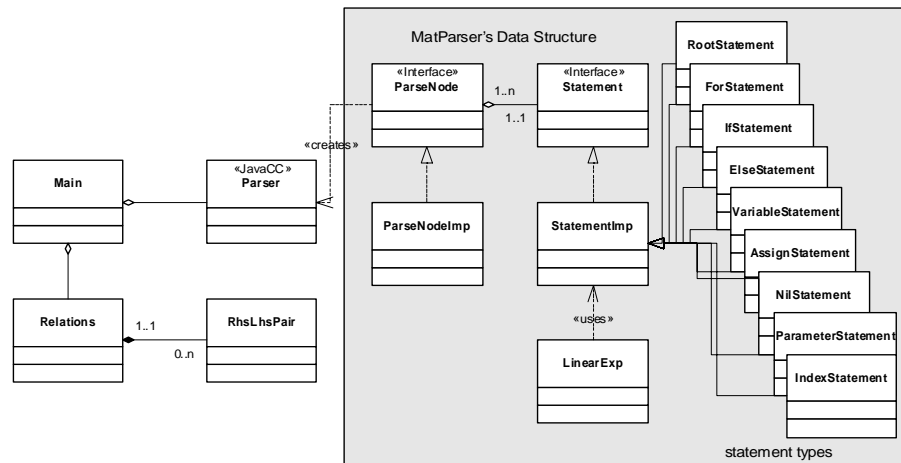 MatParser's Data Structure
RootStatement
«Interface»
ParseNode
«Interface»
Statement
ForStatement
1..n
1..1
IfStatement
«creates»
ElseStatement
Main
«JavaCC»
Parser
VariableStatement
ParseNodeImp
StatementImp
AssignStatement
NilStatement
Relations
1..1
0..n
RhsLhsPair
«uses»
ParameterStatement
LinearExp
IndexStatement
statement types